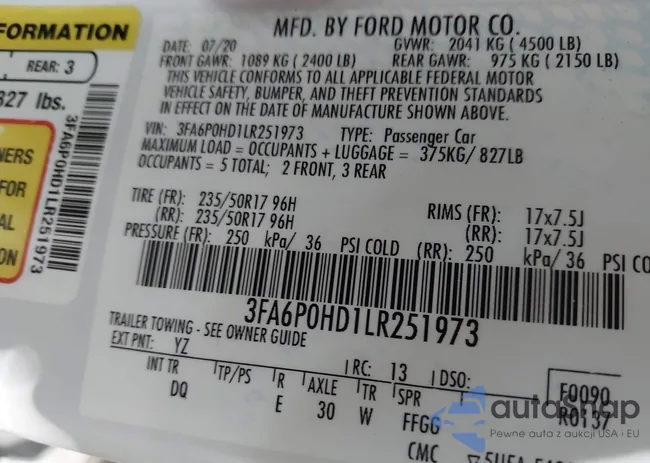 FORMATION
REAR: 3
827 lbs.
3FA6P0HD1LR251973
NERS
FOR
AL
ON
MFD. BY FORD MOTOR CO.
DATE: 07/20 GVWR: 2041 KG ( 4500 LB)
FRONT GAWR: 1089 KG ( 2400 LB) REAR GAWR: 975 KG ( 2150 LB)
THIS VEHICLE CONFORMS TO ALL APPLICABLE FEDERAL MOTOR
VEHICLE SAFETY, BUMPER, AND THEFT PREVENTION STANDARDS
IN EFFECT ON THE DATE OF MANUFACTURE SHOWN ABOVE.
VIN: 3FA6P0HD1LR251973 TYPE: Passenger Car
MAXIMUM LOAD = OCCUPANTS + LUGGAGE = 375KG/ 827LB
OCCUPANTS = 5 TOTAL; 2 FRONT, 3 REAR
TIRE (FR): 235/50R17 96H RIMS (FR): 17x7.5J
(RR): 235/50R17 96H (RR): 17x7.5J
PRESSURE (FR): 250 kPa/ 36 PSI COLD (RR): 250 kPa/ 36 PSI CO
3FA6P0HD1LR251973
TRAILER TOWING - SEE OWNER GUIDE
EXT PNT: YZ RC: 13 DSO: F0090
INT TR TP/PS R AXLE TR SPR R0137
DQ E 30 W FFGG
CMC
autoSnap
Pewne auta z aukcji USA i EU